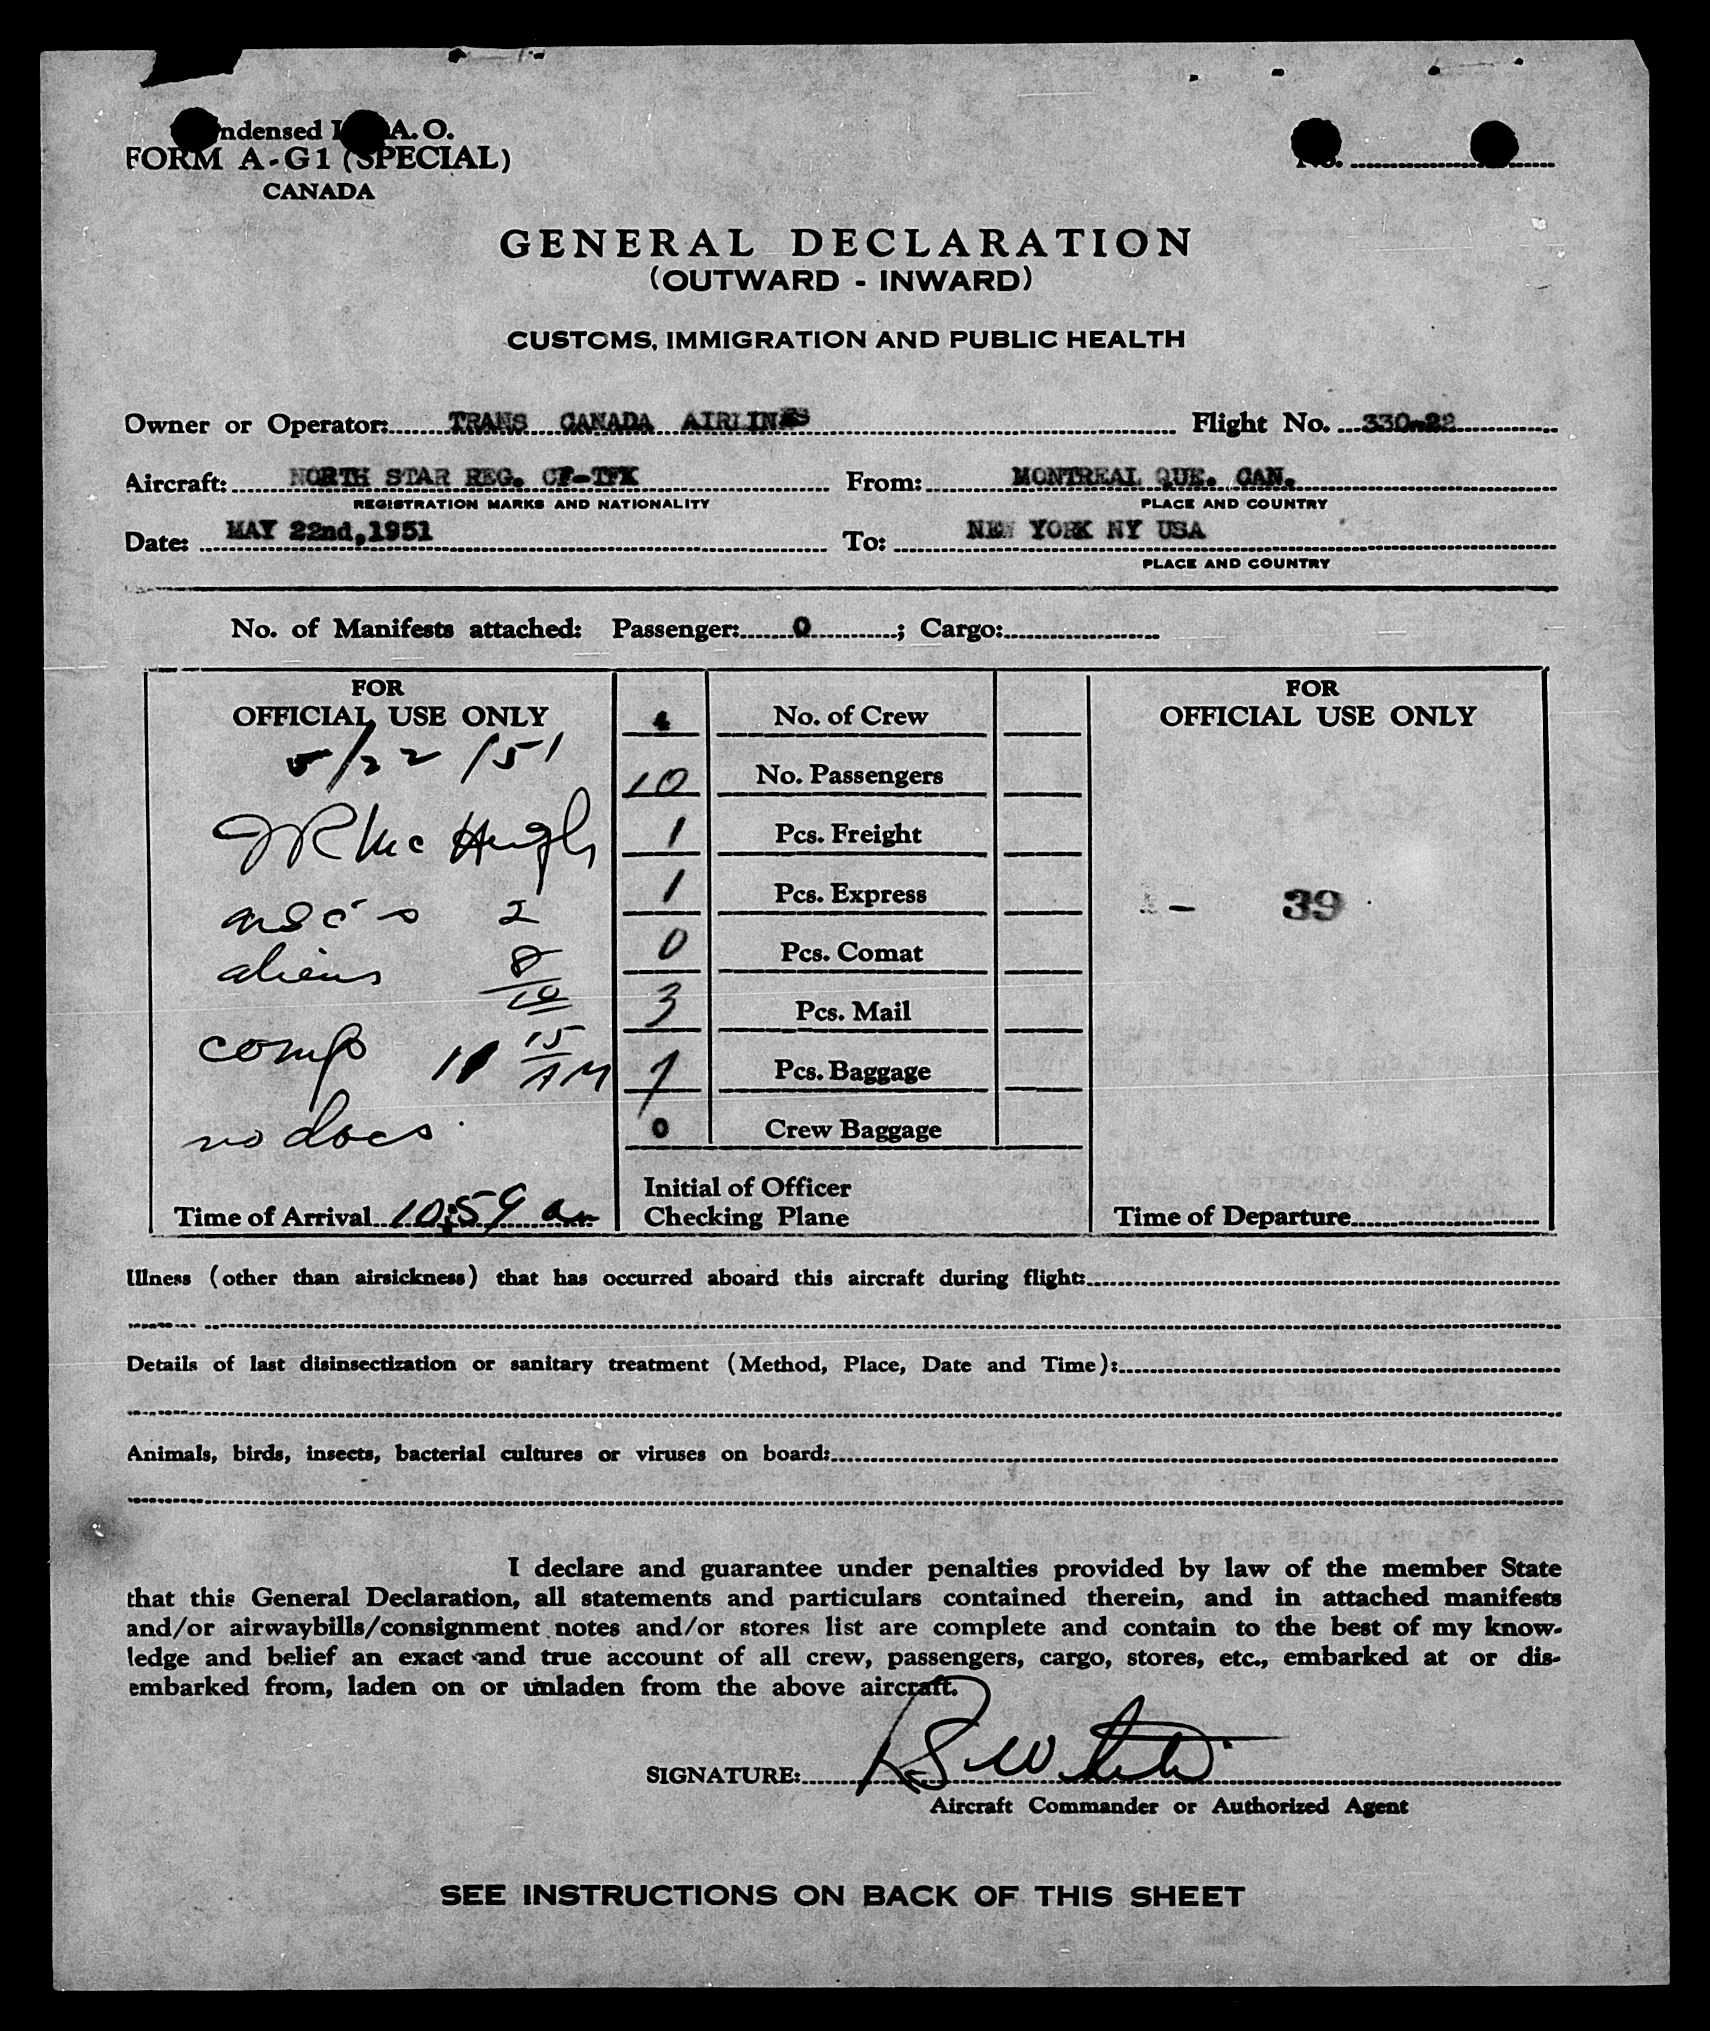 ndensed I A. O.
FORM A-G1 (SPECIAL)
CANADA
No.
GENERAL DECLARATION
(OUTWARD - INWARD)
CUSTOMS, IMMIGRATION AND PUBLIC HEALTH
Owner or Operator: TRANS CANADA AIRLINES Flight No. 330-22
Aircraft: NORTH STAR REG. CF-TFK From: MONTREAL QUE. CAN.
REGISTRATION MARKS AND NATIONALITY PLACE AND COUNTRY
Date: MAY 22nd,1951 To: NEW YORK NY USA
PLACE AND COUNTRY
No. of Manifests attached: Passenger: 0 ; Cargo:
FOR
OFFICIAL USE ONLY
5/22/51
JR McHugh
2
aliens 8
10
comp 11 15 AM
no docs.
Time of Arrival 10:59 am
4 No. of Crew
10 No. Passengers
1 Pcs. Freight
1 Pcs. Express
0 Pcs. Comat
3 Pcs. Mail
7 Pcs. Baggage
0 Crew Baggage
Initial of Officer
Checking Plane
FOR
OFFICIAL USE ONLY
- 39
Time of Departure
Illness (other than airsickness) that has occurred aboard this aircraft during flight:
Details of last disinsectization or sanitary treatment (Method, Place, Date and Time):
Animals, birds, insects, bacterial cultures or viruses on board:
I declare and guarantee under penalties provided by law of the member State
that this General Declaration, all statements and particulars contained therein, and in attached manifests
and/or airwaybills/consignment notes and/or stores list are complete and contain to the best of my know-
ledge and belief an exact and true account of all crew, passengers, cargo, stores, etc., embarked at or dis-
embarked from, laden on or unladen from the above aircraft.
SIGNATURE:
Aircraft Commander or Authorized Agent
SEE INSTRUCTIONS ON BACK OF THIS SHEET